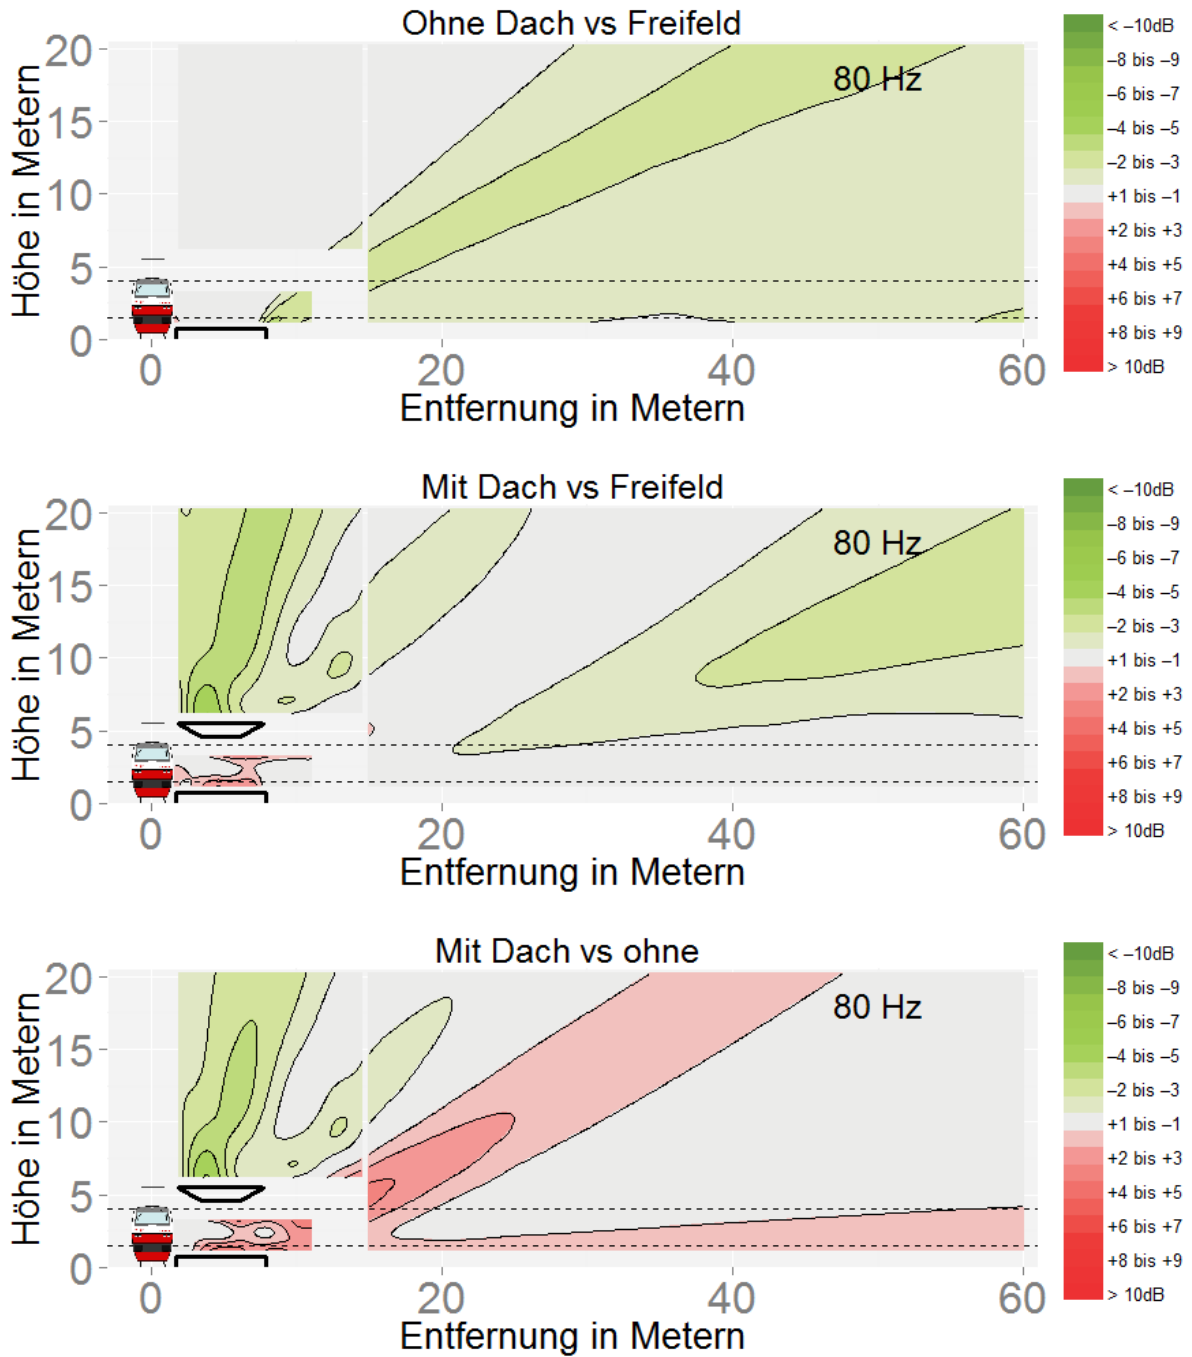 Ohne Dach vs Freifeld
80 Hz
Höhe in Metern
20
15
10
5
0
0
20
40
60
Entfernung in Metern
< –10dB
–8 bis –9
–6 bis –7
–4 bis –5
–2 bis –3
+1 bis –1
+2 bis +3
+4 bis +5
+6 bis +7
+8 bis +9
> 10dB
Mit Dach vs Freifeld
80 Hz
Höhe in Metern
20
15
10
5
0
0
20
40
60
Entfernung in Metern
< –10dB
–8 bis –9
–6 bis –7
–4 bis –5
–2 bis –3
+1 bis –1
+2 bis +3
+4 bis +5
+6 bis +7
+8 bis +9
> 10dB
Mit Dach vs ohne
80 Hz
Höhe in Metern
20
15
10
5
0
0
20
40
60
Entfernung in Metern
< –10dB
–8 bis –9
–6 bis –7
–4 bis –5
–2 bis –3
+1 bis –1
+2 bis +3
+4 bis +5
+6 bis +7
+8 bis +9
> 10dB